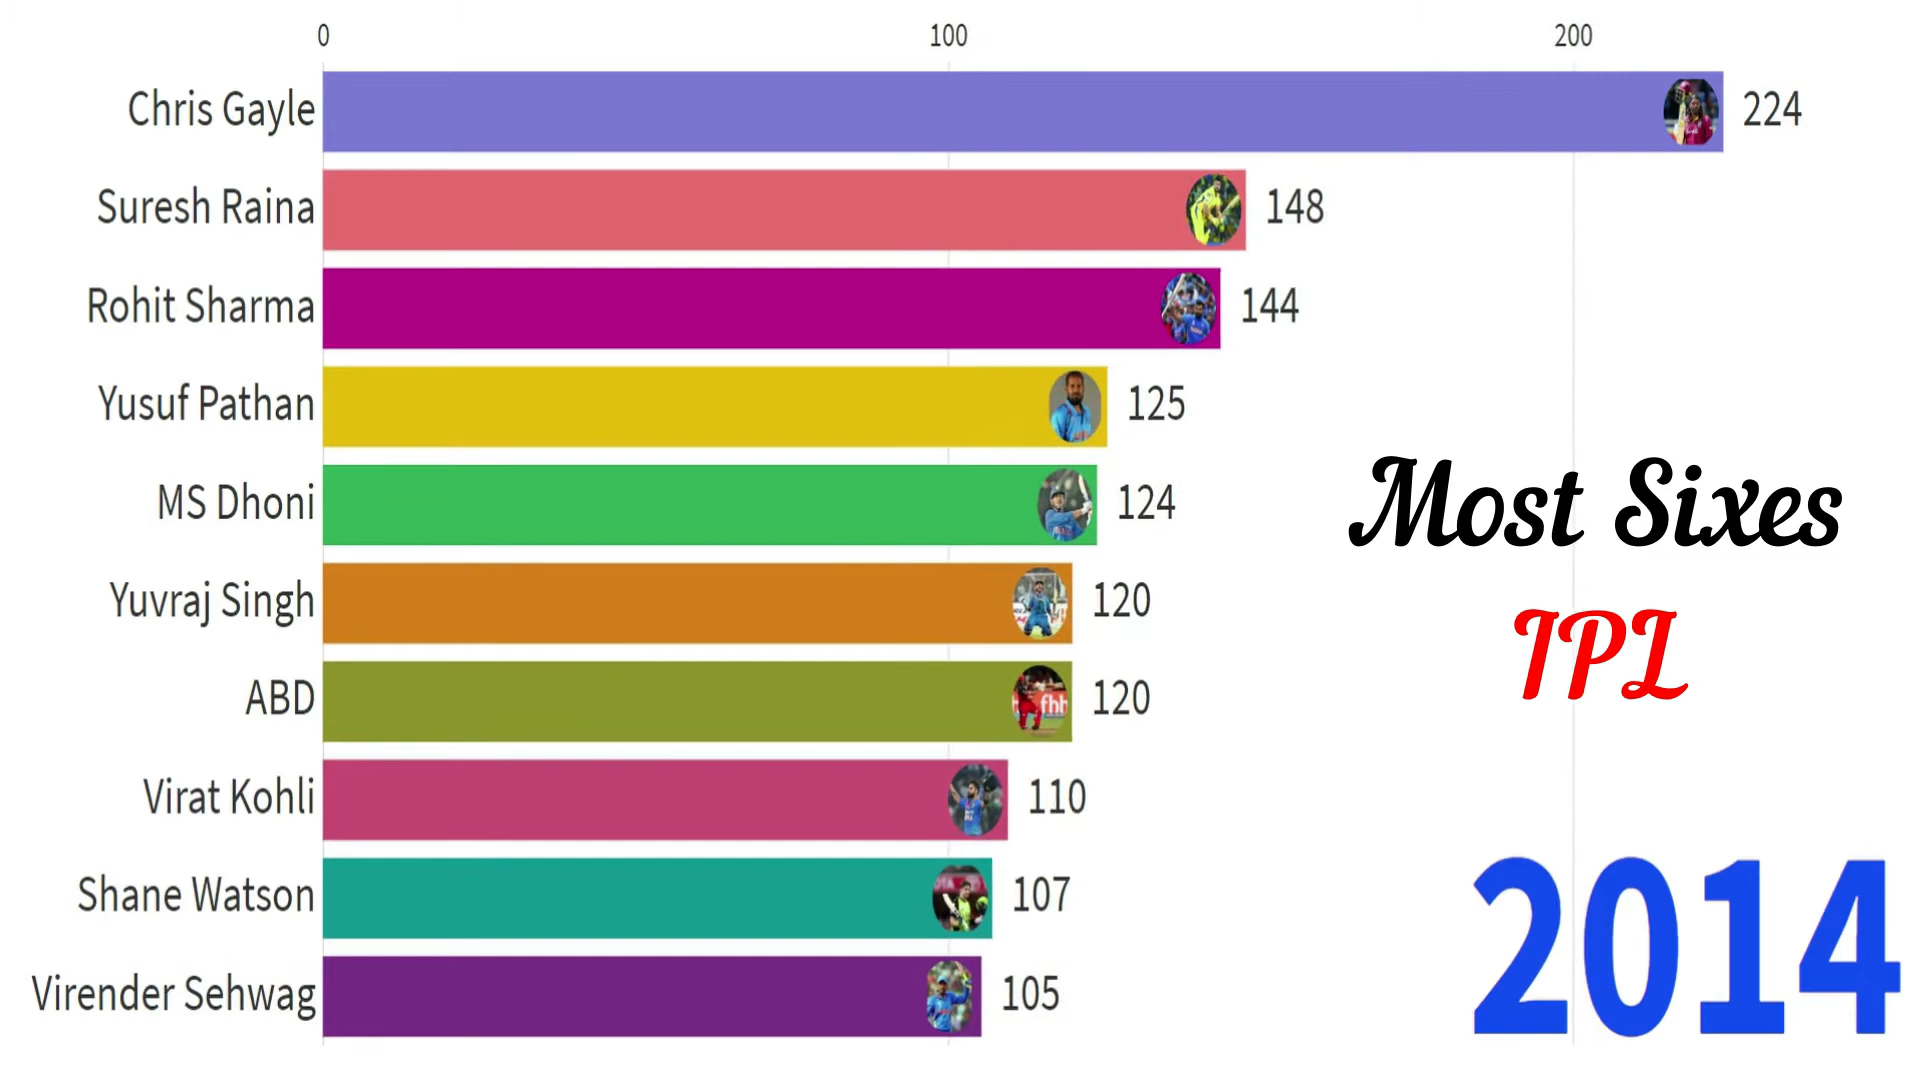 0 100 200
Chris Gayle 224
Suresh Raina 148
Rohit Sharma 144
Yusuf Pathan 125
MS Dhoni 124
Yuvraj Singh 120
ABD 120
Virat Kohli 110
Shane Watson 107
Virender Sehwag 105
Most Sixes
IPL
2014